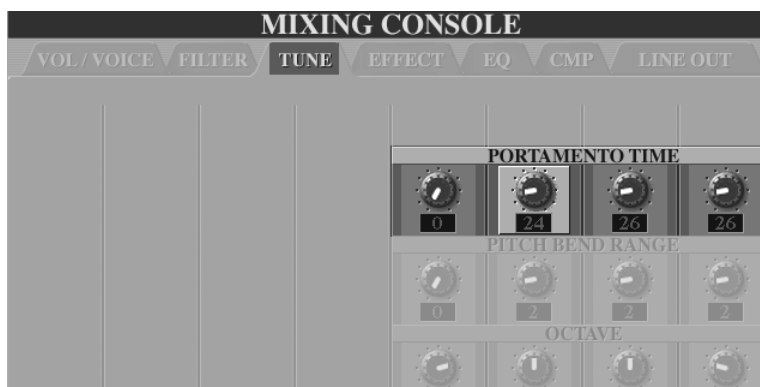 MIXING CONSOLE
VOL / VOICE FILTER TUNE EFFECT EQ CMP LINE OUT
PORTAMENTO TIME
0 24 26 26
PITCH BEND RANGE
0 2 2 2
OCTAVE